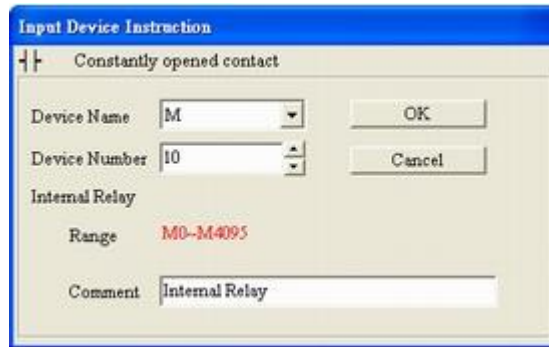 Input Device Instruction
Constantly opened contact
Device Name M OK
Device Number 10 Cancel
Internal Relay
Range M0~M4095
Comment Internal Relay